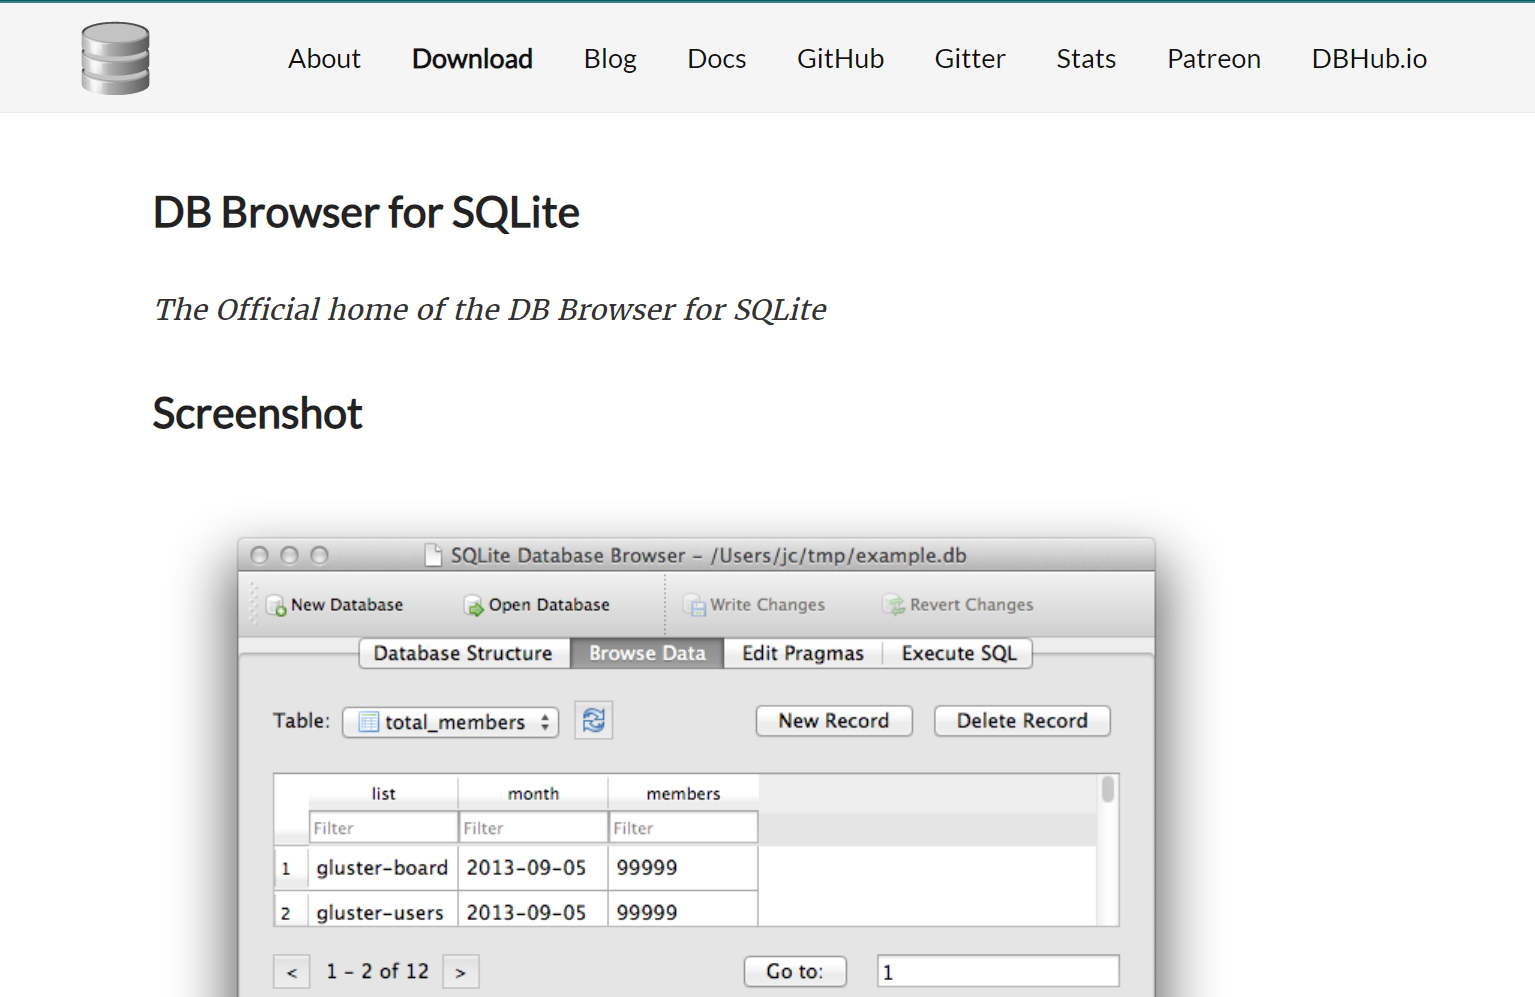 About Download Blog Docs GitHub Gitter Stats Patreon DBHub.io
DB Browser for SQLite
The Official home of the DB Browser for SQLite
Screenshot
SQLite Database Browser - /Users/jc/tmp/example.db
New Database Open Database Write Changes Revert Changes
Database Structure Browse Data Edit Pragmas Execute SQL
Table: total_members New Record Delete Record
list month members
Filter Filter Filter
1 gluster-board 2013-09-05 99999
2 gluster-users 2013-09-05 99999
< 1 - 2 of 12 > Go to: 1